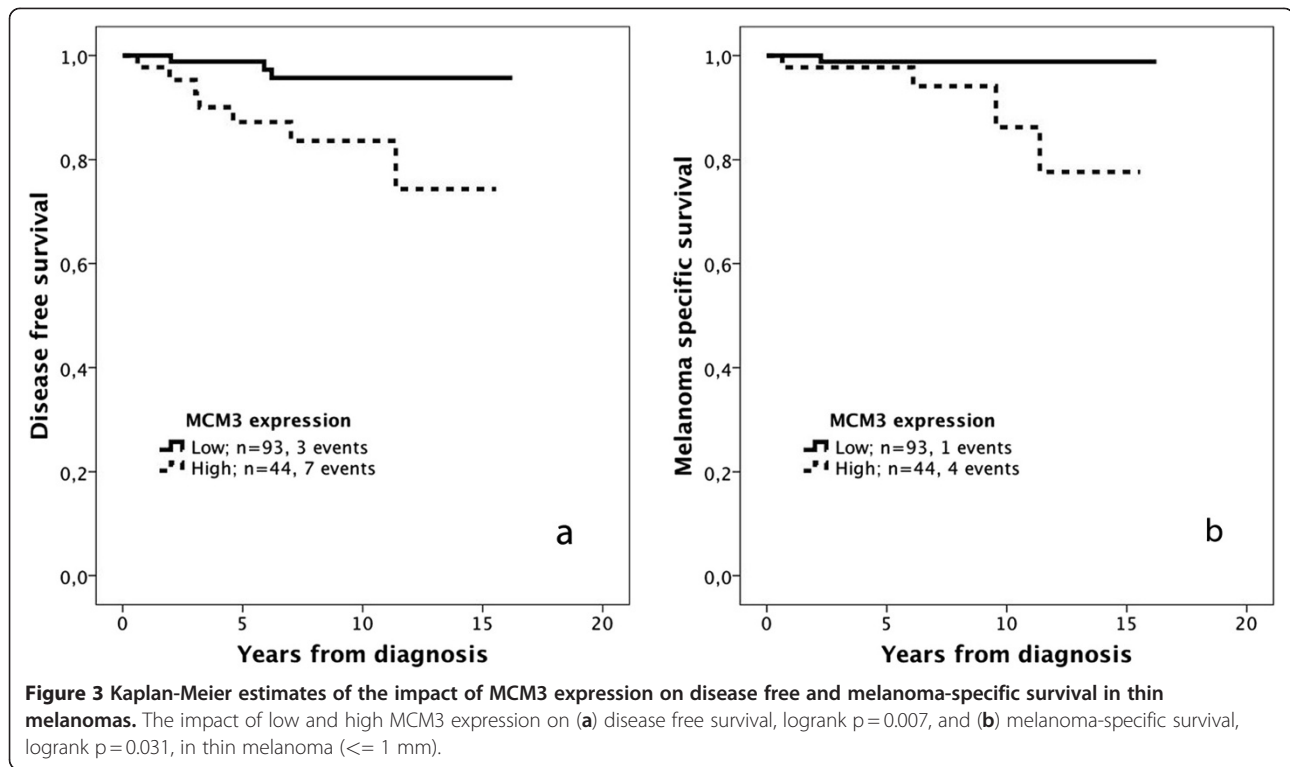 1,0
0,8
0,6
0,4
0,2
0,0
Disease free survival
MCM3 expression
Low; n=93, 3 events
High; n=44, 7 events
a
0 5 10 15 20
Years from diagnosis
1,0
0,8
0,6
0,4
0,2
0,0
Melanoma specific survival
MCM3 expression
Low; n=93, 1 events
High; n=44, 4 events
b
0 5 10 15 20
Years from diagnosis
Figure 3 Kaplan-Meier estimates of the impact of MCM3 expression on disease free and melanoma-specific survival in thin
melanomas. The impact of low and high MCM3 expression on (a) disease free survival, logrank p = 0.007, and (b) melanoma-specific survival,
logrank p = 0.031, in thin melanoma (<= 1 mm).